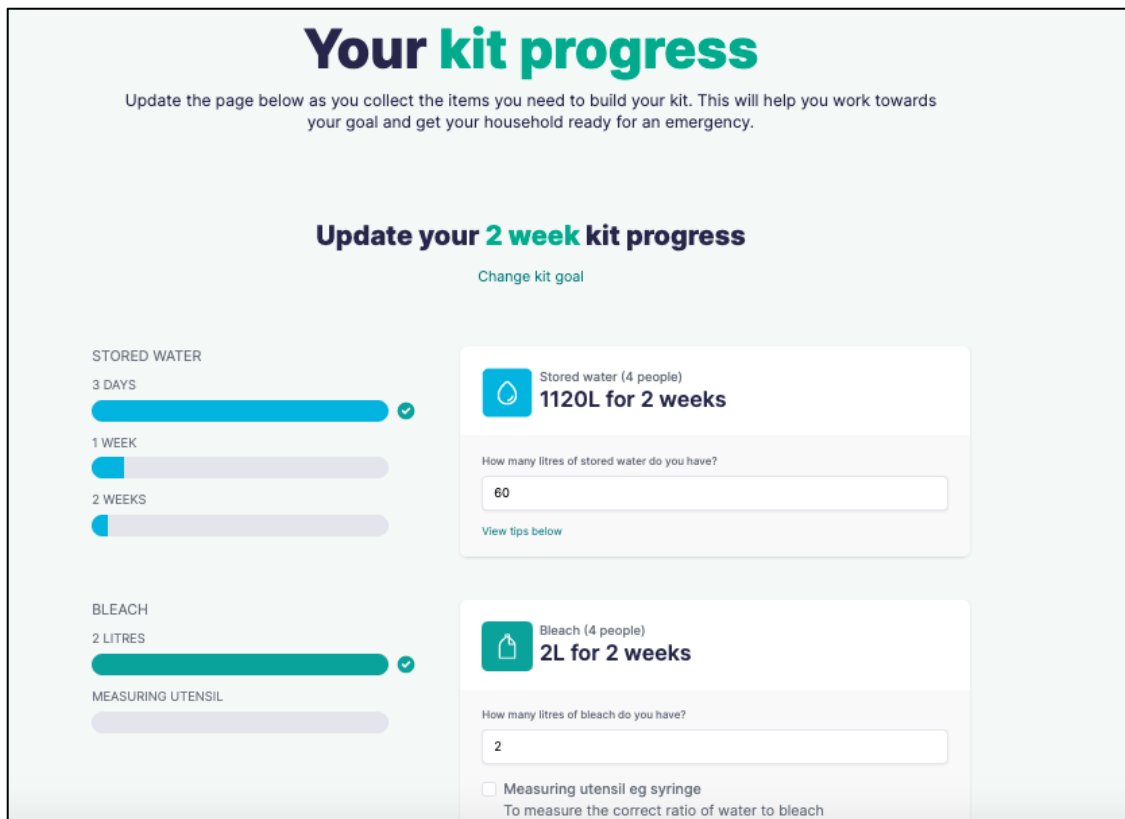 Your kit progress
Update the page below as you collect the items you need to build your kit. This will help you work towards
your goal and get your household ready for an emergency.
Update your 2 week kit progress
Change kit goal
STORED WATER
3 DAYS
1 WEEK
2 WEEKS
Stored water (4 people)
1120L for 2 weeks
How many litres of stored water do you have?
60
View tips below
BLEACH
2 LITRES
MEASURING UTENSIL
Bleach (4 people)
2L for 2 weeks
How many litres of bleach do you have?
2
Measuring utensil eg syringe
To measure the correct ratio of water to bleach